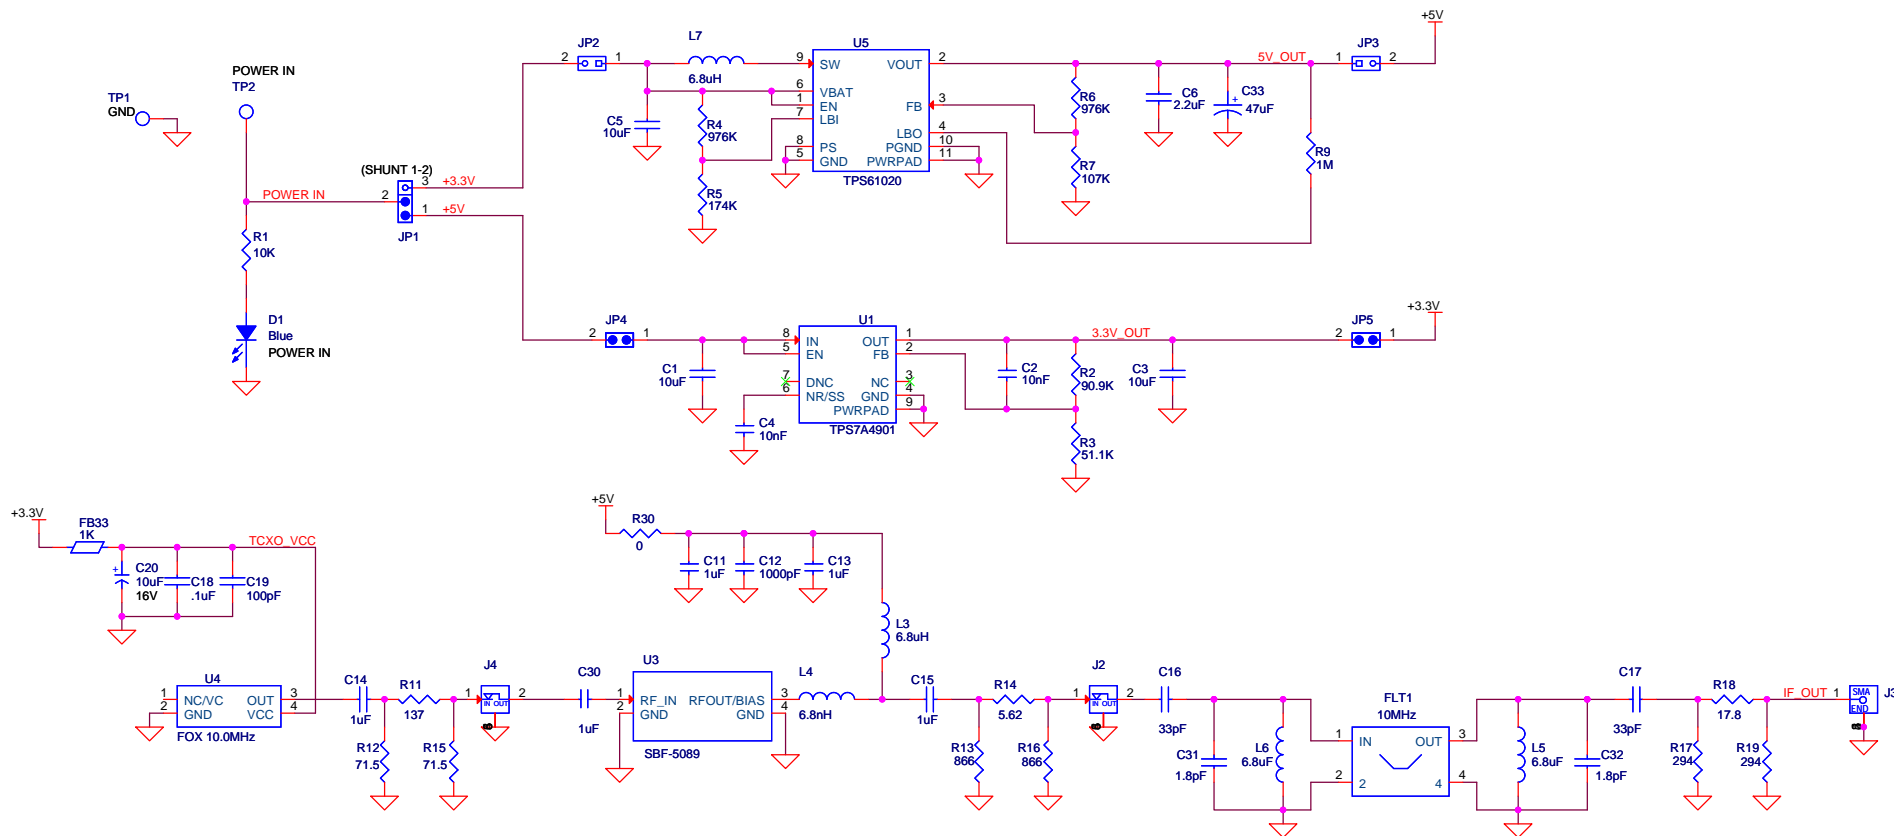 POWER IN
TP2
TP1
GND
(SHUNT 1-2)
3 +3.3V
POWER IN 2
1 +5V
JP1
R1
10K
D1
Blue
POWER IN
2 JP2 1
L7
6.8uH
C5
10uF
R4
976K
R5
174K
U5
9 SW VOUT 2
6 VBAT
1 EN FB 3
7 LBI
LBO 4
8 PS PGND 10
5 GND PWRPAD 11
TPS61020
R6
976K
R7
107K
C6
2.2uF
+ C33
47uF
5V_OUT
R9
1M
1 JP3 2
+5V
2 JP4 1
C1
10uF
U1
8 IN OUT 1
5 EN FB 2
7 DNC NC 3
6 NR/SS GND 4
PWRPAD 9
TPS7A4901
C4
10nF
C2
10nF
3.3V_OUT
R2
90.9K
R3
51.1K
C3
10uF
2 JP5 1
+3.3V
+3.3V
FB33
1K
TCXO_VCC
+ C20
10uF
16V
C18
.1uF
C19
100pF
U4
1 NC/VC OUT 3
2 GND VCC 4
FOX 10.0MHz
C14
1uF
R11
137
R12
71.5
R15
71.5
J4
1 IN OUT 2
C30
1uF
+5V
R30
0
C11
1uF
C12
1000pF
C13
1uF
U3
1 RF_IN RFOUT/BIAS 3
2 GND GND 4
SBF-5089
L4
6.8nH
L3
6.8uH
C15
1uF
R14
5.62
R13
866
R16
866
J2
1 IN OUT 2
C16
33pF
C31
1.8pF
L6
6.8uF
FLT1
10MHz
1 IN OUT 3
2 2 4 4
L5
6.8uF
C32
1.8pF
C17
33pF
R18
17.8
R17
294
R19
294
IF_OUT 1
SMA
END